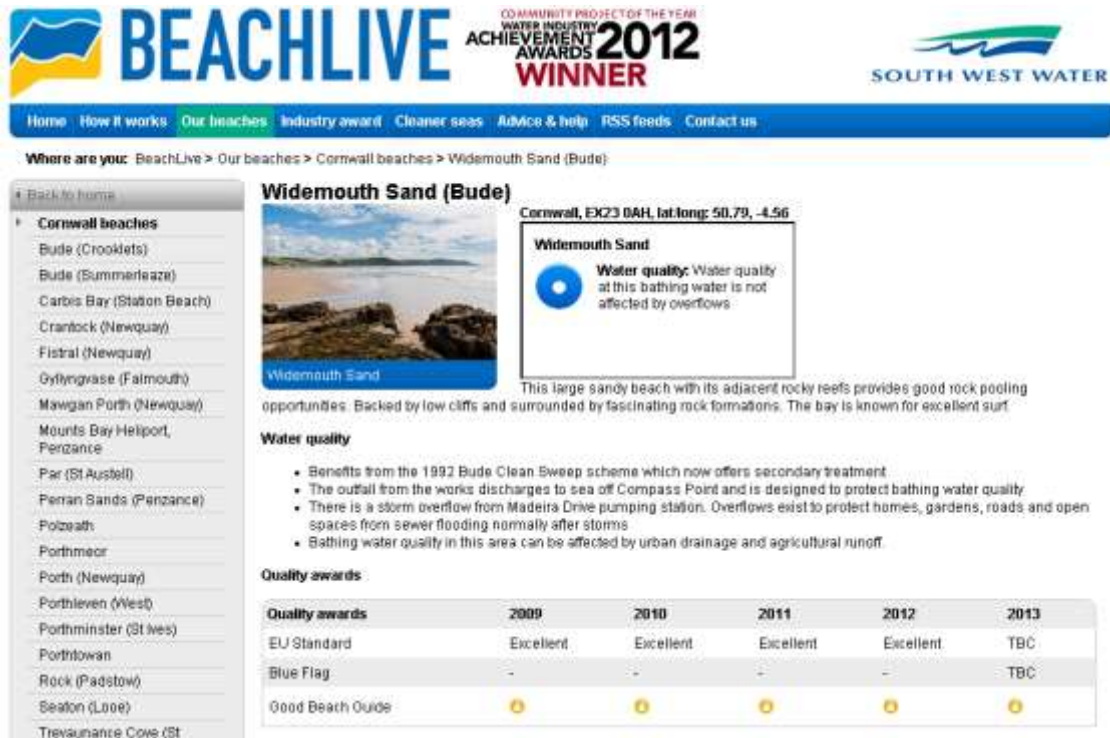 BEACHLIVE
COMMUNITY PROJECT OF THE YEAR
WATER INDUSTRY
ACHIEVEMENT
AWARDS 2012
WINNER
SOUTH WEST WATER
Home How it works Our beaches Industry award Cleaner seas Advice & help RSS feeds Contact us
Where are you: BeachLive > Our beaches > Cornwall beaches > Widemouth Sand (Bude)
Back to home
Cornwall beaches
Bude (Crooklets)
Bude (Summerleaze)
Carbis Bay (Station Beach)
Crantock (Newquay)
Fistral (Newquay)
Gyllyngvase (Falmouth)
Mawgan Porth (Newquay)
Mounts Bay Heliport,
Penzance
Par (St Austell)
Perran Sands (Penzance)
Polzeath
Porthmeor
Porth (Newquay)
Porthleven (West)
Porthminster (St Ives)
Porthtowan
Rock (Padstow)
Seaton (Looe)
Trevaunance Cove (St
Widemouth Sand (Bude)
Widemouth Sand
Cornwall, EX23 0AH, lat:long: 50.79, -4.56
Widemouth Sand
Water quality: Water quality
at this bathing water is not
affected by overflows
This large sandy beach with its adjacent rocky reefs provides good rock pooling
opportunities. Backed by low cliffs and surrounded by fascinating rock formations. The bay is known for excellent surf.
Water quality
• Benefits from the 1992 Bude Clean Sweep scheme which now offers secondary treatment
• The outfall from the works discharges to sea off Compass Point and is designed to protect bathing water quality
• There is a storm overflow from Madeira Drive pumping station. Overflows exist to protect homes, gardens, roads and open
spaces from sewer flooding normally after storms
• Bathing water quality in this area can be affected by urban drainage and agricultural runoff.
Quality awards
Quality awards 2009 2010 2011 2012 2013
EU Standard Excellent Excellent Excellent Excellent TBC
Blue Flag - - - - TBC
Good Beach Guide